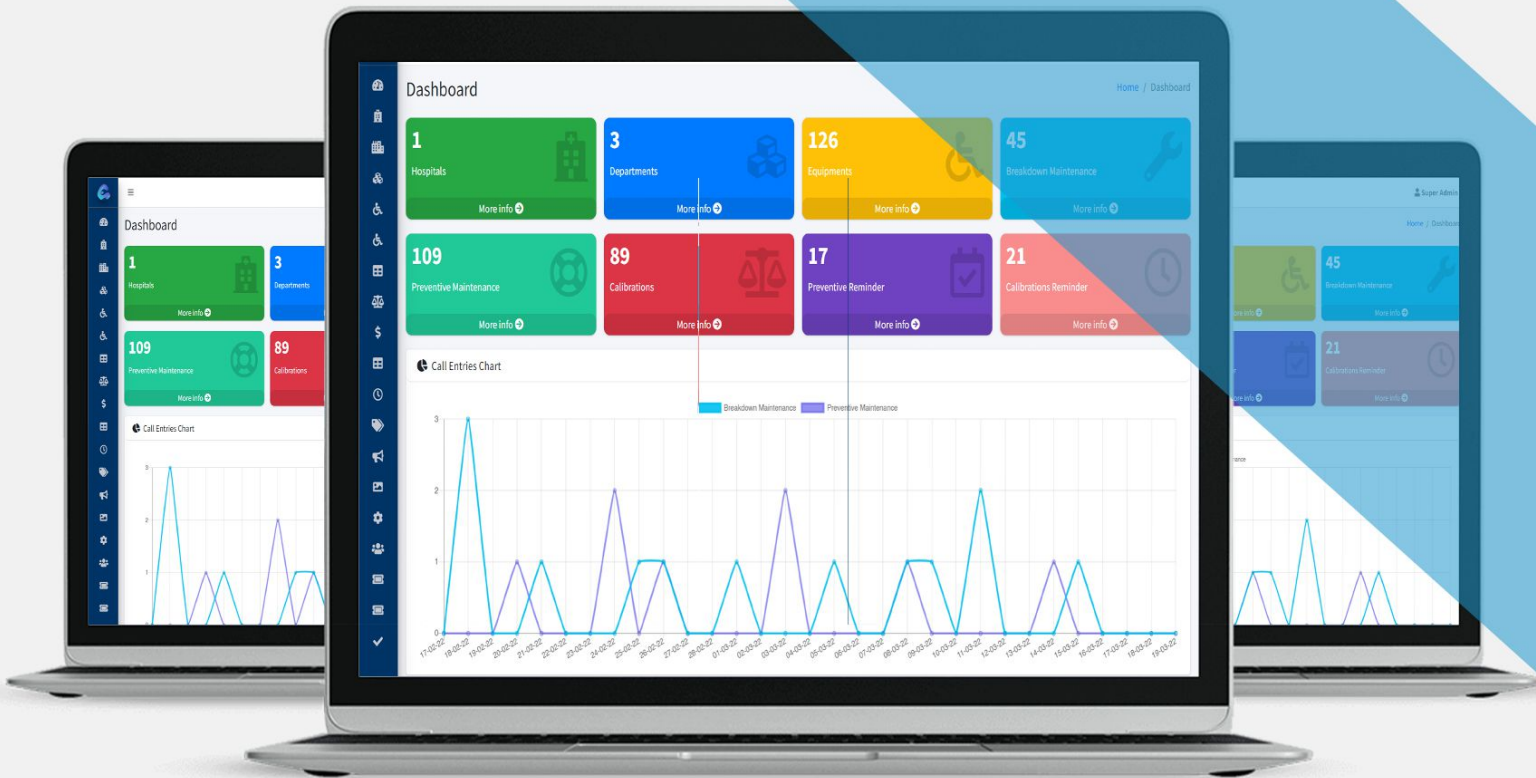 Dashboard
Home / Dashboard
1
Hospitals
More info
3
Departments
More info
126
Equipments
More info
45
Breakdown Maintenance
More info
109
Preventive Maintenance
More info
89
Calibrations
More info
17
Preventive Reminder
More info
21
Calibrations Reminder
More info
Call Entries Chart
Breakdown Maintenance Preventive Maintenance
3
2
1
0
17-02-22 18-02-22 19-02-22 20-02-22 21-02-22 22-02-22 23-02-22 24-02-22 25-02-22 26-02-22 27-02-22 28-02-22 01-03-22 02-03-22 03-03-22 04-03-22 05-03-22 06-03-22 07-03-22 08-03-22 09-03-22 10-03-22 11-03-22 12-03-22 13-03-22 14-03-22 15-03-22 16-03-22 17-03-22 18-03-22 19-03-22
Dashboard
1
Hospitals
More info
3
Departments
109
Preventive Maintenance
More info
89
Calibrations
Call Entries Chart
3
2
1
Super Admin
Home / Dashboard
45
Breakdown Maintenance
More info
21
Calibrations Reminder
More info